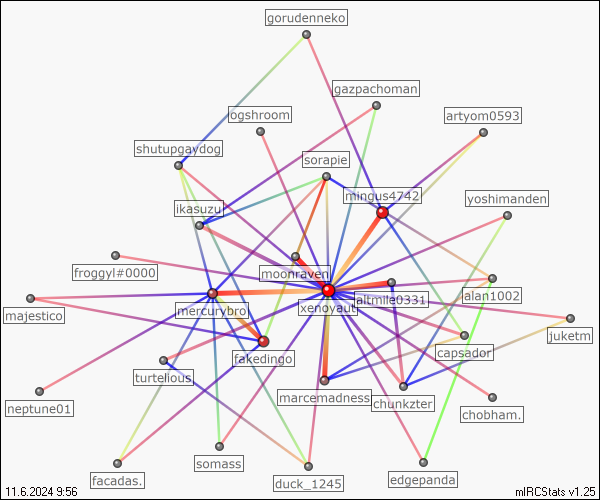 gorudenneko
gazpachoman
ogshroom
artyom0593
shutupgaydog
sorapie
mingus4742
yoshimanden
ikasuzu
froggyl#0000
moonraven
altmile0331
alan1002
majestico
mercurybro
xenoyaut
juketm
fakedingo
capsador
turtelious
marcemadness
chunkzter
neptune01
chobham.
facadas.
somass
duck_1245
edgepanda
11.6.2024 9:56
mIRCStats v1.25